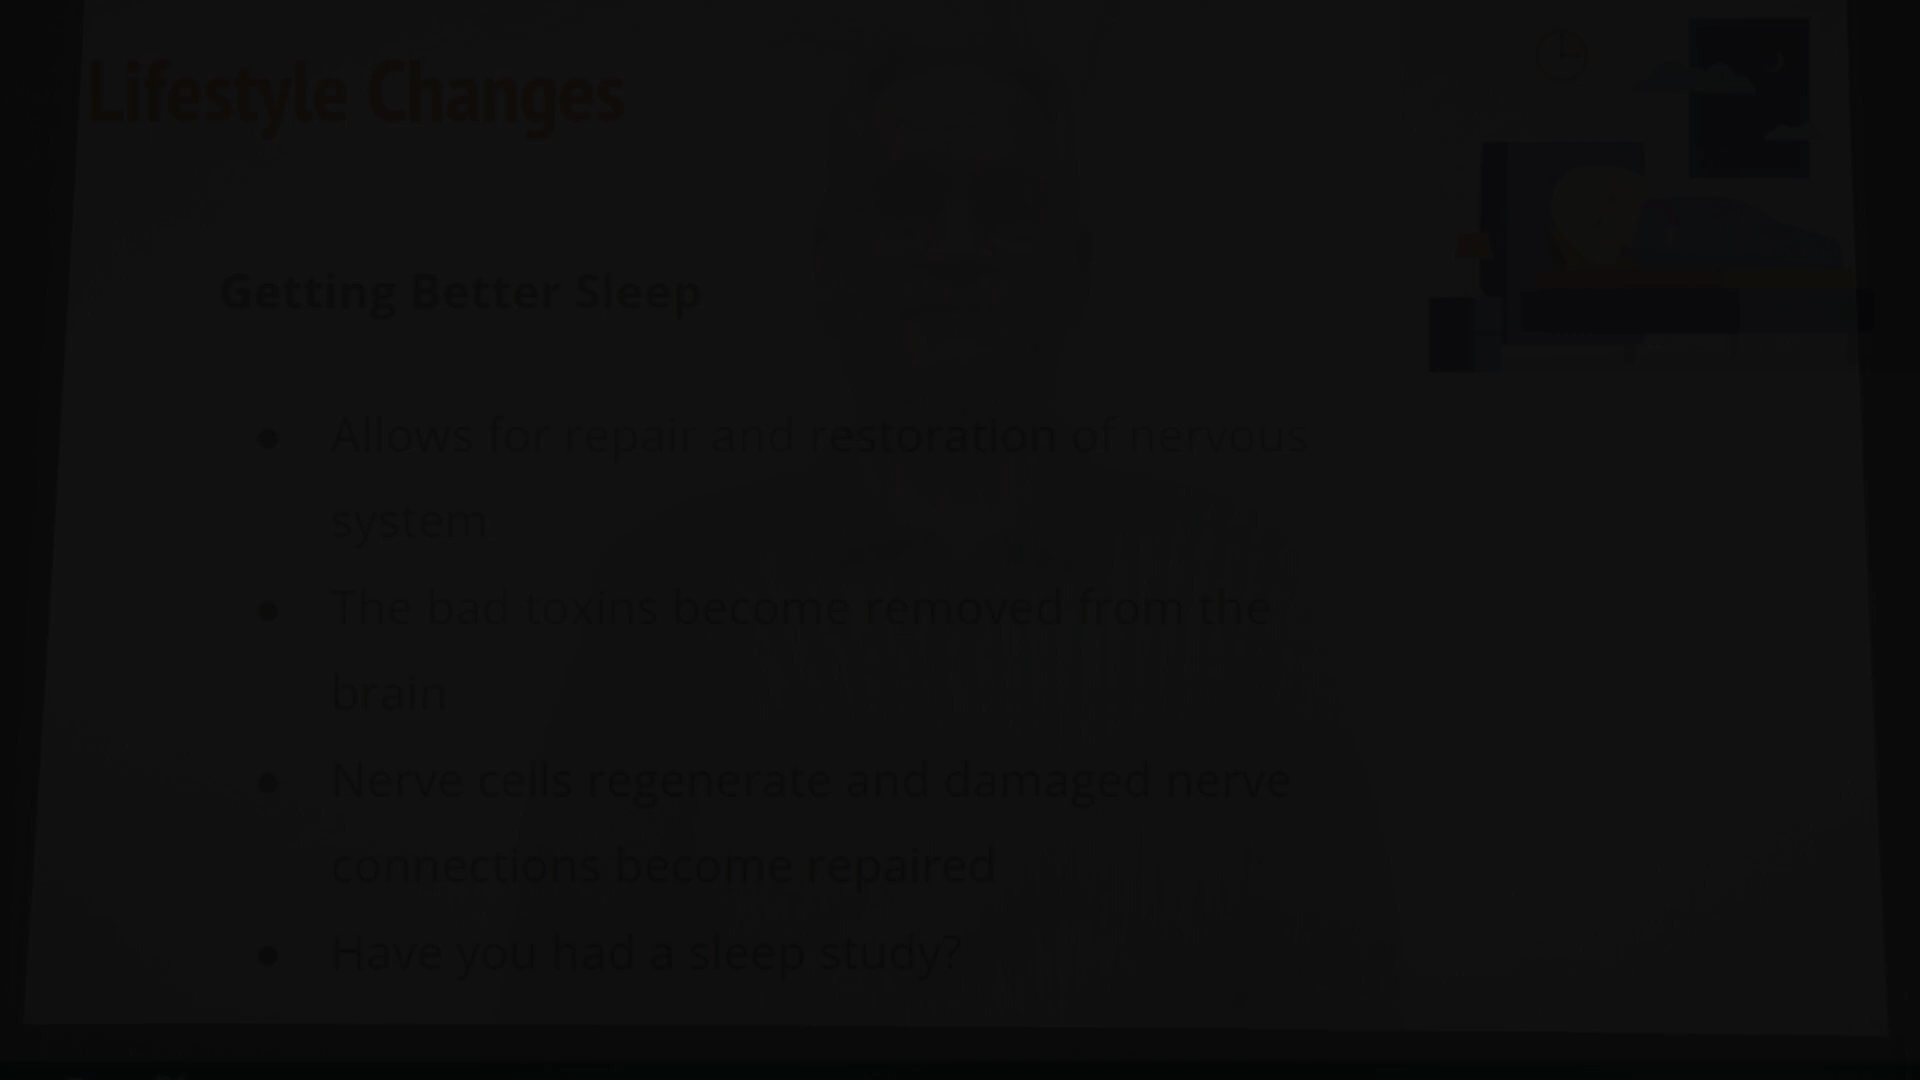 Lifestyle Changes
Getting Better Sleep
● Allows for repair and restoration of nervous
system
● The bad toxins become removed from the
brain
● Nerve cells regenerate and damaged nerve
connections become repaired
● Have you had a sleep study?